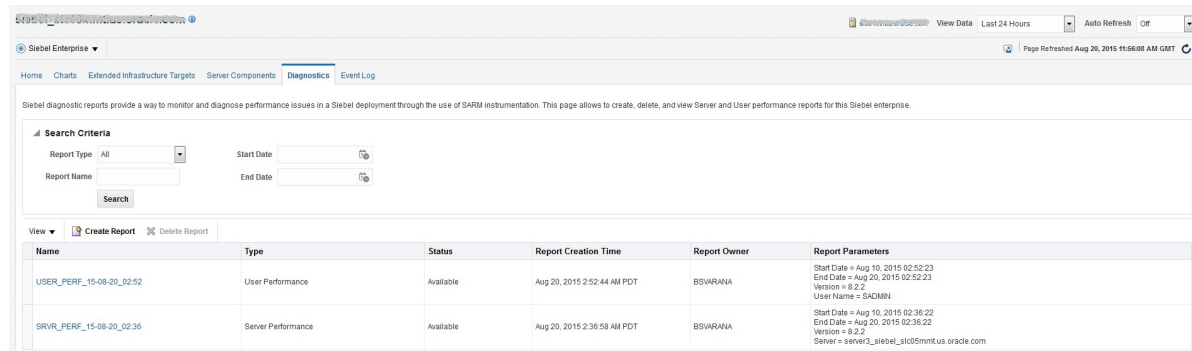 View Data Last 24 Hours Auto Refresh Off
Siebel Enterprise
Page Refreshed Aug 20, 2015 11:56:08 AM GMT
Home Charts Extended Infrastructure Targets Server Components Diagnostics Event Log
Siebel diagnostic reports provide a way to monitor and diagnose performance issues in a Siebel deployment through the use of SARM instrumentation. This page allows to create, delete, and view Server and User performance reports for this Siebel enterprise.
Search Criteria
Report Type All Start Date
Report Name End Date
Search
View Create Report Delete Report
Name Type Status Report Creation Time Report Owner Report Parameters
Start Date = Aug 10, 2015 02:52:23
End Date = Aug 20, 2015 02:52:23
USER_PERF_15-08-20_02:52 User Performance Available Aug 20, 2015 2:52:44 AM PDT BSVARANA
Version = 8.2.2
User Name = SADMIN
Start Date = Aug 10, 2015 02:36:22
End Date = Aug 20, 2015 02:36:22
SRVR_PERF_15-08-20_02:36 Server Performance Available Aug 20, 2015 2:36:58 AM PDT BSVARANA
Version = 8.2.2
Server = server3_siebel_slc05mmt.us.oracle.com